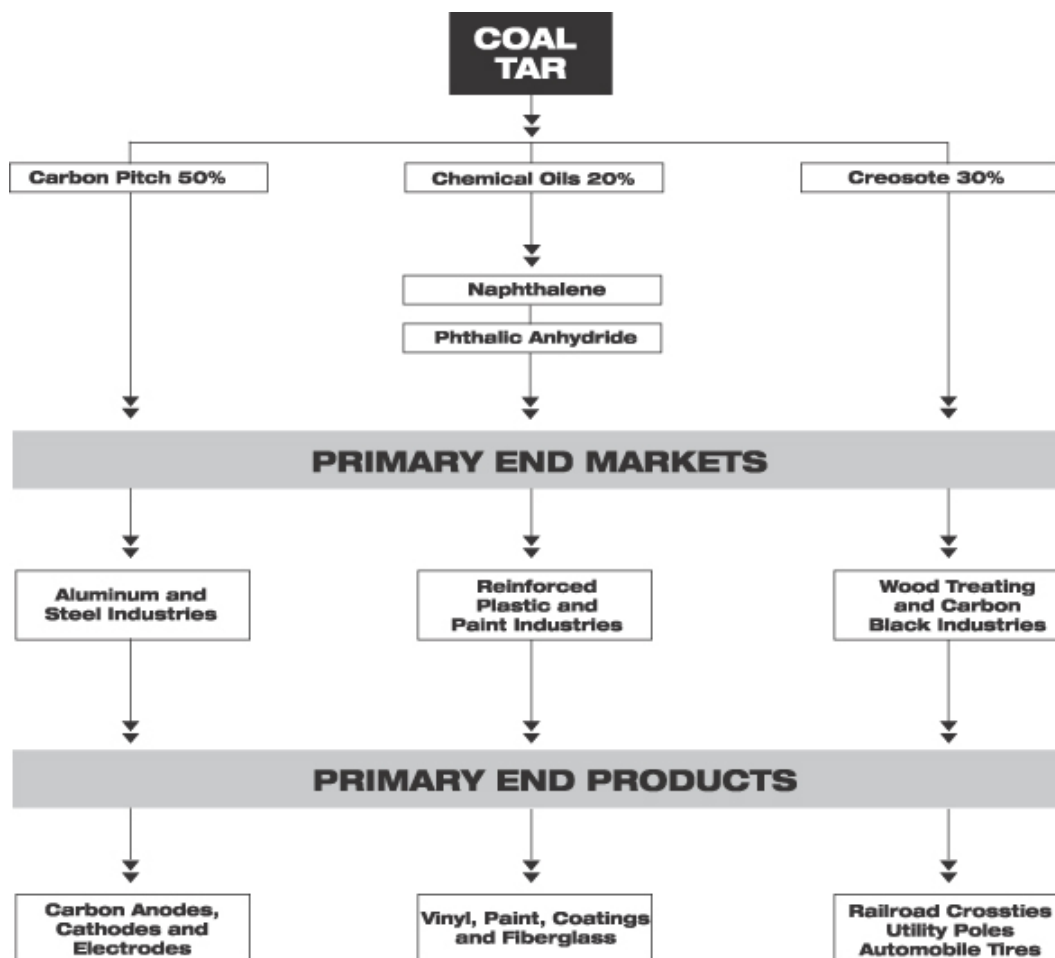 COAL
TAR
Carbon Pitch 50%
Chemical Oils 20%
Creosote 30%
Naphthalene
Phthalic Anhydride
PRIMARY END MARKETS
Aluminum and
Steel Industries
Reinforced
Plastic and
Paint Industries
Wood Treating
and Carbon
Black Industries
PRIMARY END PRODUCTS
Carbon Anodes,
Cathodes and
Electrodes
Vinyl, Paint, Coatings
and Fiberglass
Railroad Crossties
Utility Poles
Automobile Tires